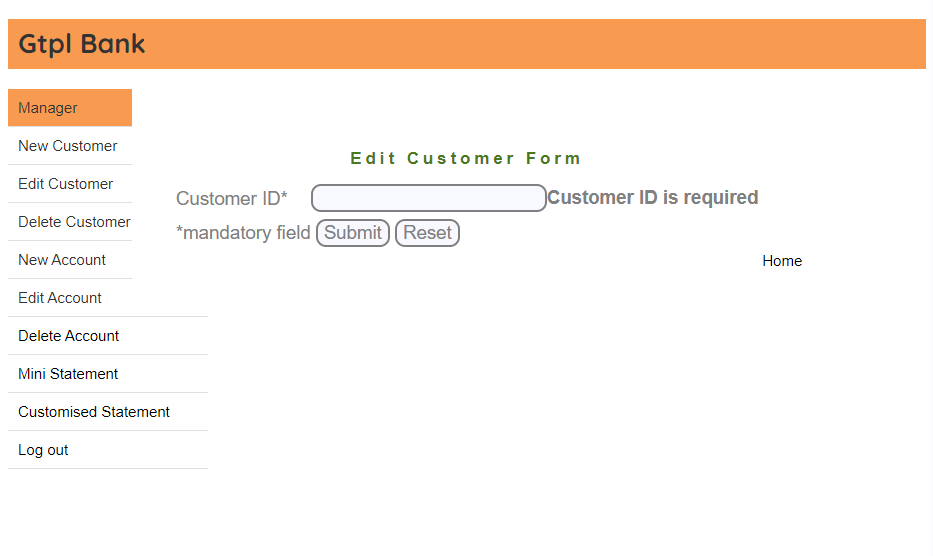 Gtpl Bank
Manager
New Customer
Edit Customer
Delete Customer
New Account
Edit Account
Delete Account
Mini Statement
Customised Statement
Log out
Edit Customer Form
Customer ID* Customer ID is required
*mandatory field Submit Reset
Home